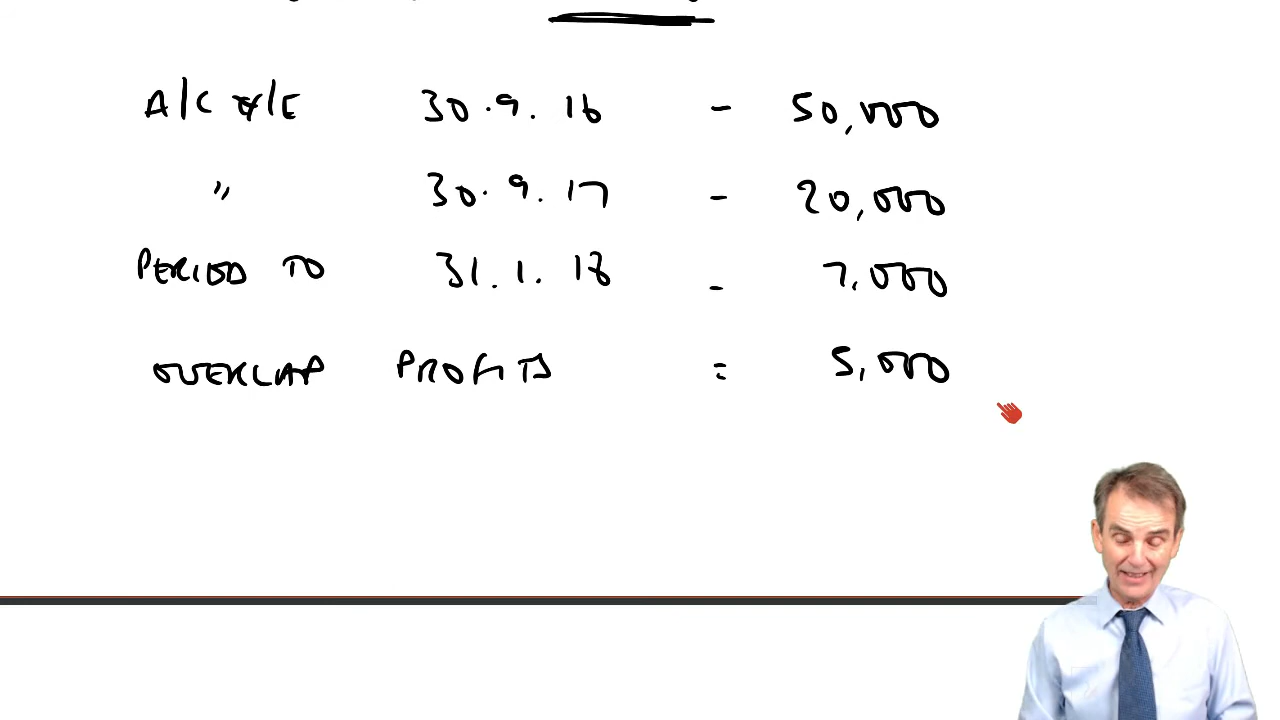 A/C Y/E 30.9.16 - 50,000
" 30.9.17 - 20,000
PERIOD TO 31.1.18 - 7,000
OVERLAP PROFITS = 5,000